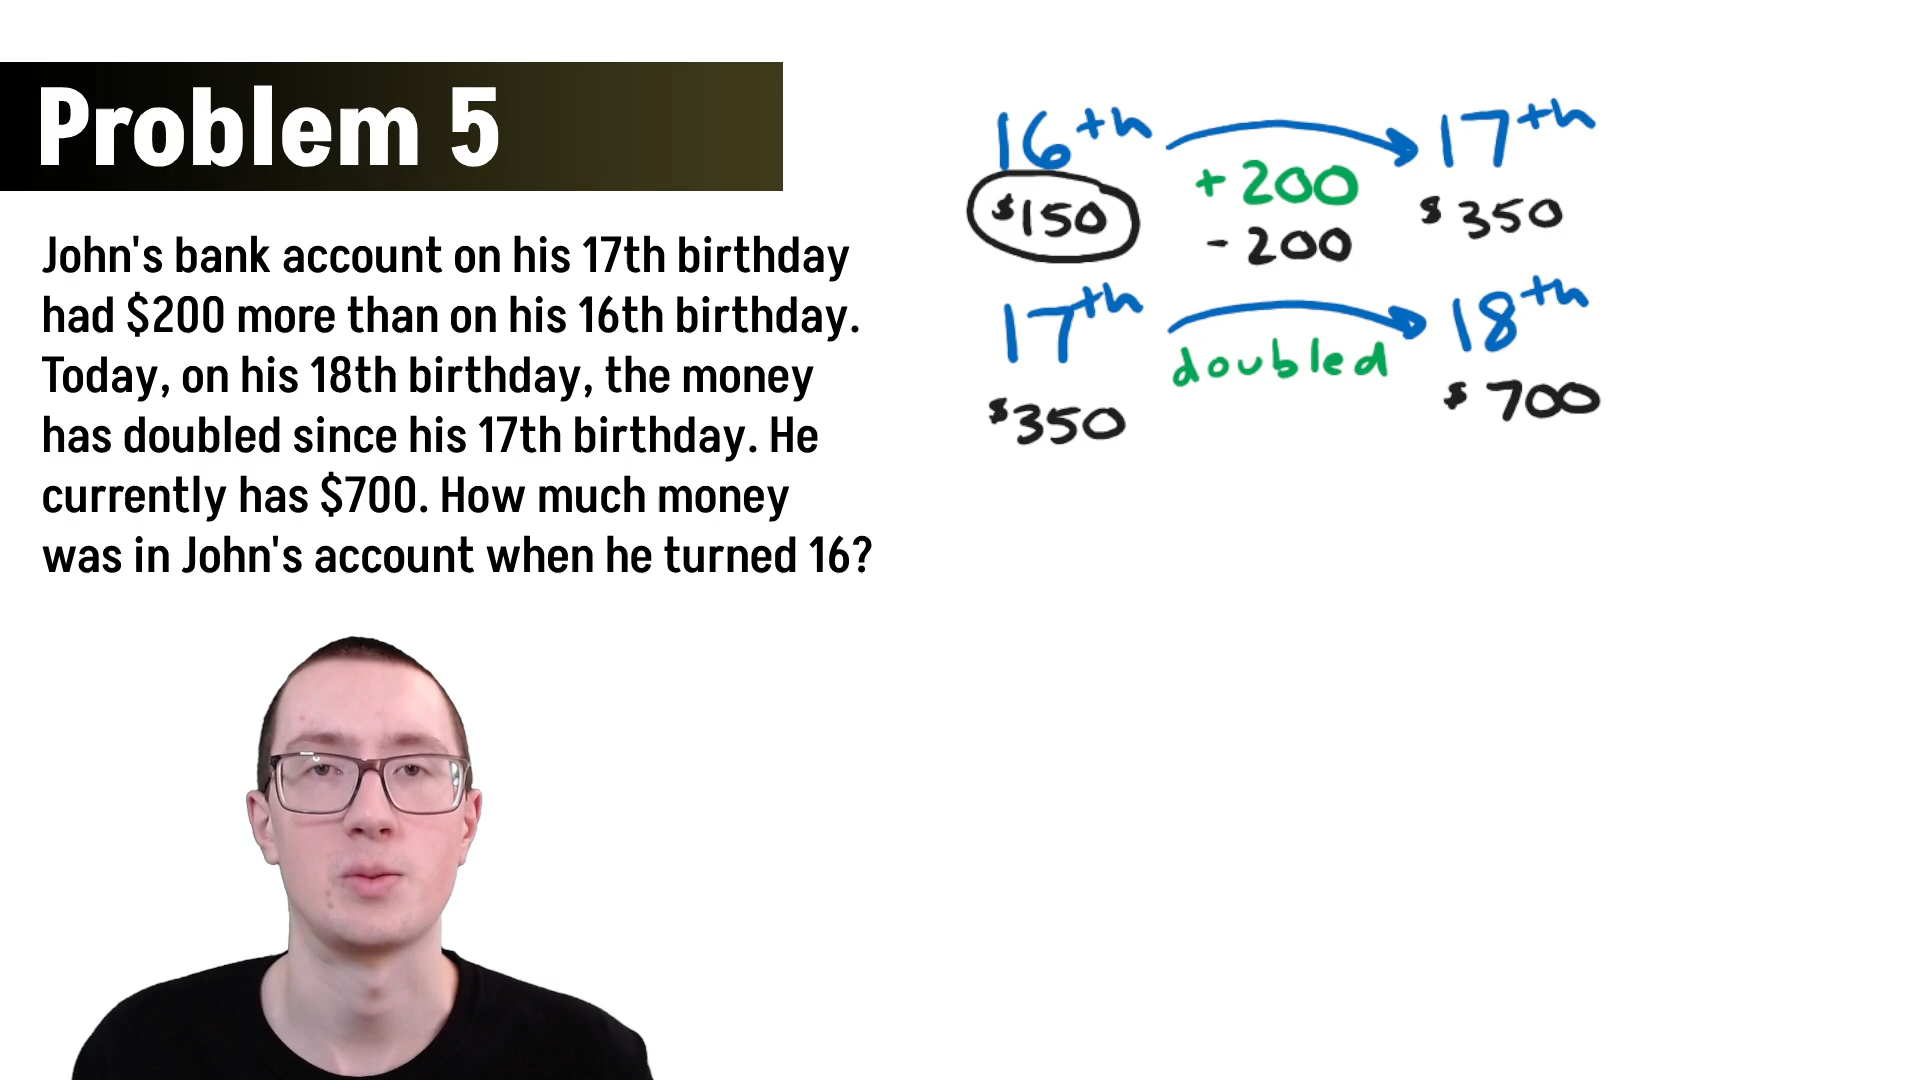 Problem 5
John's bank account on his 17th birthday
had $200 more than on his 16th birthday.
Today, on his 18th birthday, the money
has doubled since his 17th birthday. He
currently has $700. How much money
was in John's account when he turned 16?
16th 17th
+ 200
$150 $350
- 200
17th 18th
doubled
$350 $700